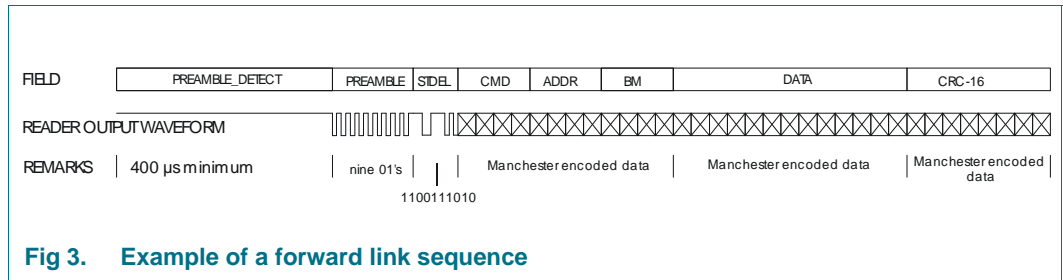 FIELD PREAMBLE_DETECT PREAMBLE STDEL CMD ADDR BM DATA CRC-16
READER OUTPUT WAVEFORM
REMARKS 400 µs minimum nine 01's Manchester encoded data Manchester encoded data Manchester encoded data
1100111010
Fig 3. Example of a forward link sequence